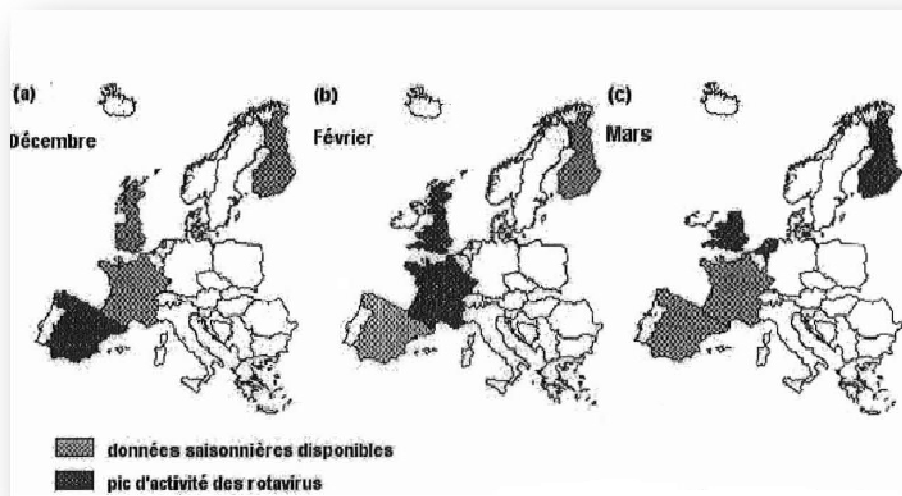 (a)
Décembre
(b)
Février
(c)
Mars
données saisonnières disponibles
pic d'activité des rotavirus